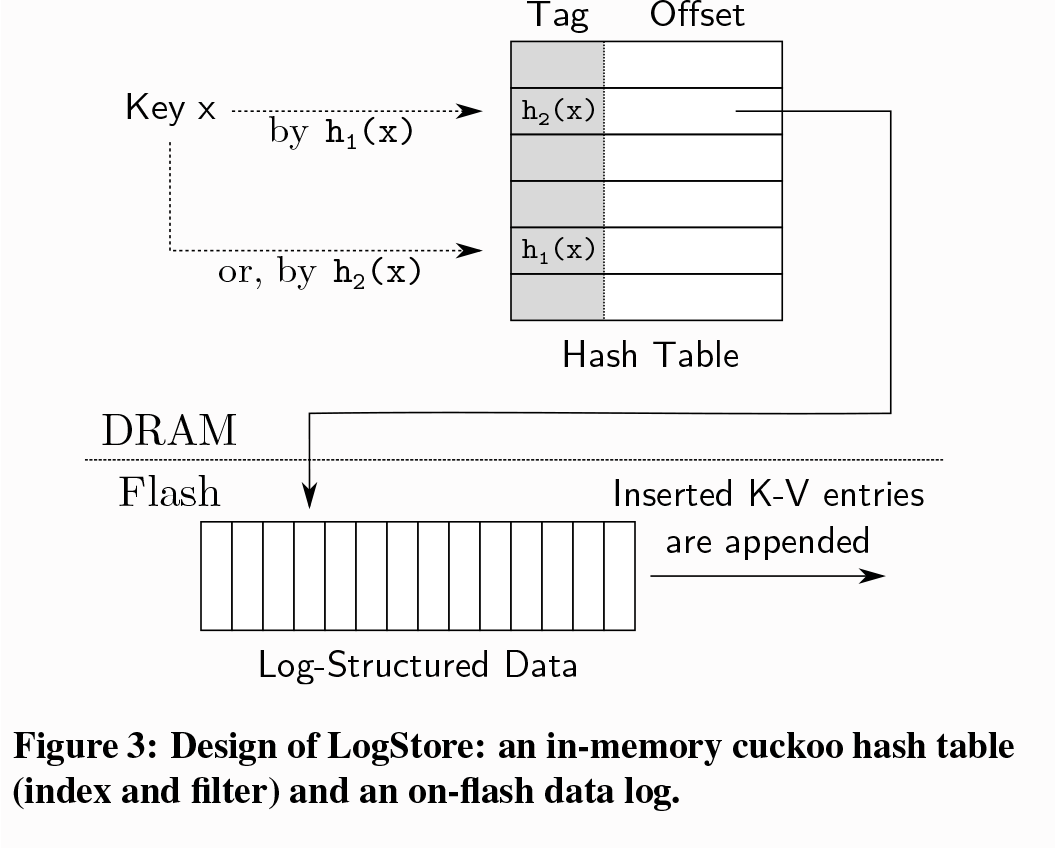 Tag Offset
Key x
by h₁(x)
h₂(x)
or, by h₂(x)
h₁(x)
Hash Table
DRAM
Flash
Inserted K-V entries
are appended
Log-Structured Data
Figure 3: Design of LogStore: an in-memory cuckoo hash table
(index and filter) and an on-flash data log.